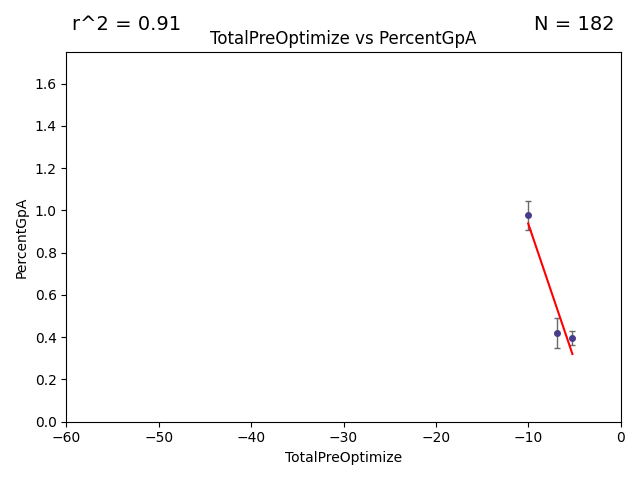 r^2 = 0.91
N = 182
TotalPreOptimize vs PercentGpA
PercentGpA
1.6
1.4
1.2
1.0
0.8
0.6
0.4
0.2
0.0
−60 −50 −40 −30 −20 −10 0
TotalPreOptimize